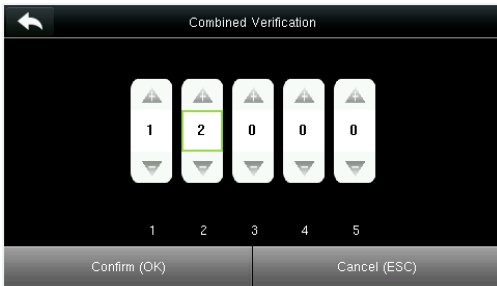 Combined Verification
1 2 0 0 0
1 2 3 4 5
Confirm (OK) Cancel (ESC)